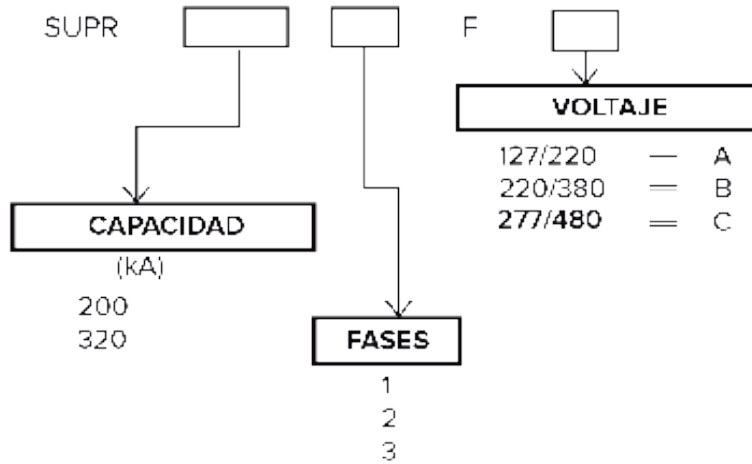 SUPR F
VOLTAJE
127/220 — A
220/380 = B
277/480 = C
CAPACIDAD
(kA)
200
320
FASES
1
2
3